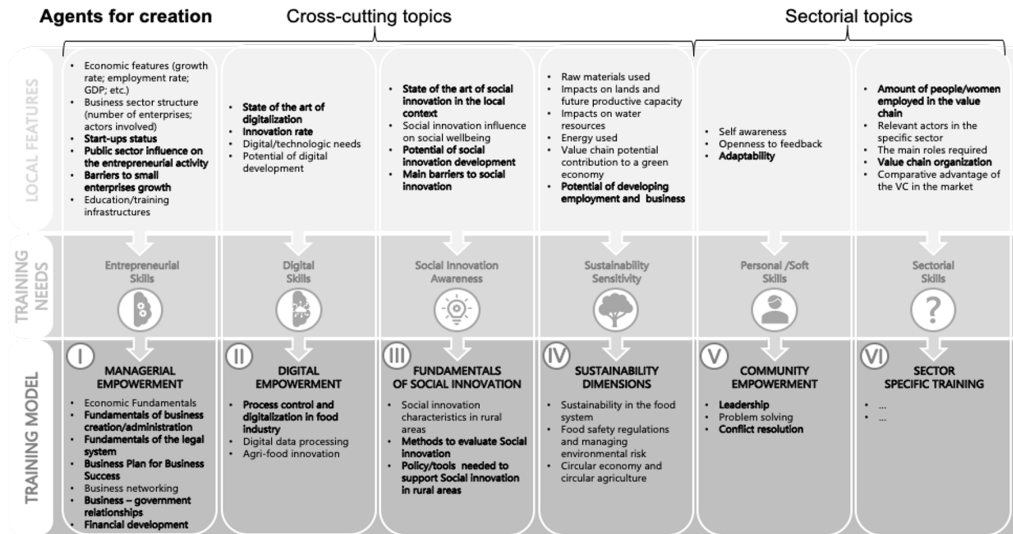 Agents for creation
Cross-cutting topics
Sectorial topics
LOCAL FEATURES
• Economic features (growth
rate; employment rate;
GDP; etc.)
• Business sector structure
(number of enterprises;
actors involved)
• Start-ups status
• Public sector influence on
the entrepreneurial activity
• Barriers to small
enterprises growth
• Education/training
infrastructures
• State of the art of
digitalization
• Innovation rate
• Digital/technologic needs
• Potential of digital
development
• State of the art of social
innovation in the local
context
• Social innovation influence
on social wellbeing
• Potential of social
innovation development
• Main barriers to social
innovation
• Raw materials used
• Impacts on lands and
future productive capacity
• Impacts on water
resources
• Energy used
• Value chain potential
contribution to a green
economy
• Potential of developing
employment and business
• Self awareness
• Openness to feedback
• Adaptability
• Amount of people/women
employed in the value
chain
• Relevant actors in the
specific sector
• The main roles required
• Value chain organization
• Comparative advantage of
the VC in the market
TRAINING
NEEDS
Entrepreneurial
Skills
Digital
Skills
Social Innovation
Awareness
Sustainability
Sensitivity
Personal /Soft
Skills
Sectorial
Skills
?
TRAINING MODEL
I
MANAGERIAL
EMPOWERMENT
• Economic Fundamentals
• Fundamentals of business
creation/administration
• Fundamentals of the legal
system
• Business Plan for Business
Success
• Business networking
• Business – government
relationships
• Financial development
II
DIGITAL
EMPOWERMENT
• Process control and
digitalization in food
industry
• Digital data processing
• Agri-food innovation
III
FUNDAMENTALS
OF SOCIAL INNOVATION
• Social innovation
characteristics in rural
areas
• Methods to evaluate Social
innovation
• Policy/tools needed to
support Social innovation
in rural areas
IV
SUSTAINABILITY
DIMENSIONS
• Sustainability in the food
system
• Food safety regulations
and managing
environmental risk
• Circular economy and
circular agriculture
V
COMMUNITY
EMPOWERMENT
• Leadership
• Problem solving
• Conflict resolution
VI
SECTOR
SPECIFIC TRAINING
• ...
• ...